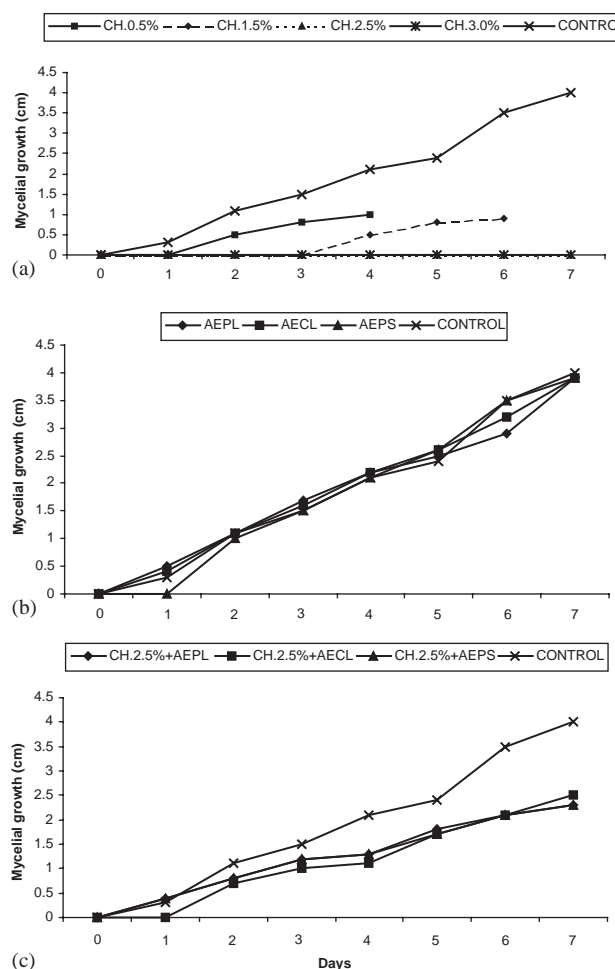 CH.0.5% CH.1.5% CH.2.5% CH.3.0% CONTROL
Mycelial growth (cm)
4.5
4
3.5
3
2.5
2
1.5
1
0.5
0
0 1 2 3 4 5 6 7
(a)
AEPL AECL AEPS CONTROL
Mycelial growth (cm)
4.5
4
3.5
3
2.5
2
1.5
1
0.5
0
0 1 2 3 4 5 6 7
(b)
CH.2.5%+AEPL CH.2.5%+AECL CH.2.5%+AEPS CONTROL
Mycelial growth (cm)
4.5
4
3.5
3
2.5
2
1.5
1
0.5
0
0 1 2 3 4 5 6 7
(c)
Days